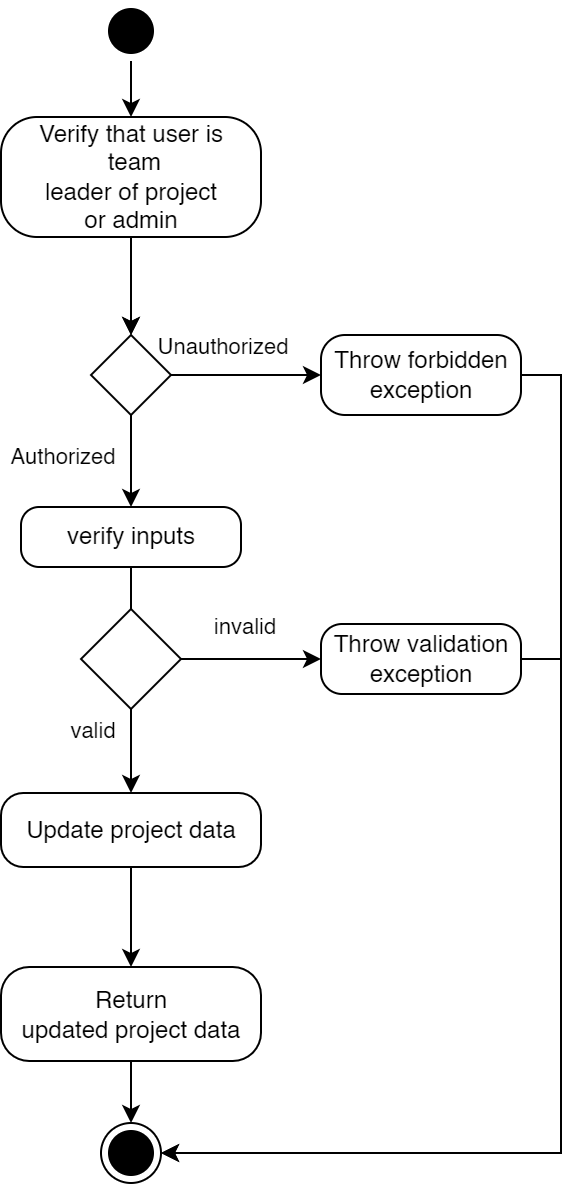 Verify that user is
team
leader of project
or admin
Unauthorized
Throw forbidden
exception
Authorized
verify inputs
invalid
Throw validation
exception
valid
Update project data
Return
updated project data